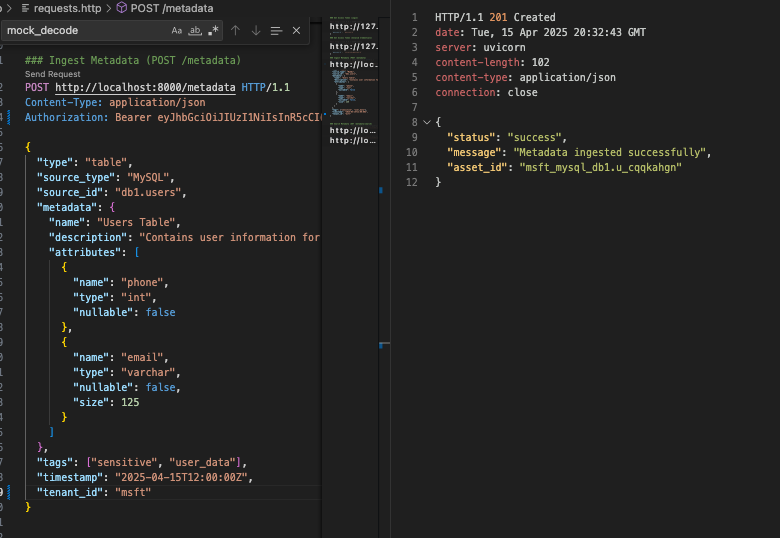 requests.http > POST /metadata
mock_decode
Aa ab .*
### Ingest Metadata (POST /metadata)
Send Request
POST http://localhost:8000/metadata HTTP/1.1
Content-Type: application/json
Authorization: Bearer eyJhbGciOiJIUzI1NiIsInR5cCI
{
"type": "table",
"source_type": "MySQL",
"source_id": "db1.users",
"metadata": {
"name": "Users Table",
"description": "Contains user information for
"attributes": [
{
"name": "phone",
"type": "int",
"nullable": false
},
{
"name": "email",
"type": "varchar",
"nullable": false,
"size": 125
}
]
},
"tags": ["sensitive", "user_data"],
"timestamp": "2025-04-15T12:00:00Z",
"tenant_id": "msft"
}
http://127.
http://127.
http://loc...
http://lo...
http://lo...
1 HTTP/1.1 201 Created
2 date: Tue, 15 Apr 2025 20:32:43 GMT
3 server: uvicorn
4 content-length: 102
5 content-type: application/json
6 connection: close
7
8 {
9 "status": "success",
10 "message": "Metadata ingested successfully",
11 "asset_id": "msft_mysql_db1.u_cqqkahgn"
12 }